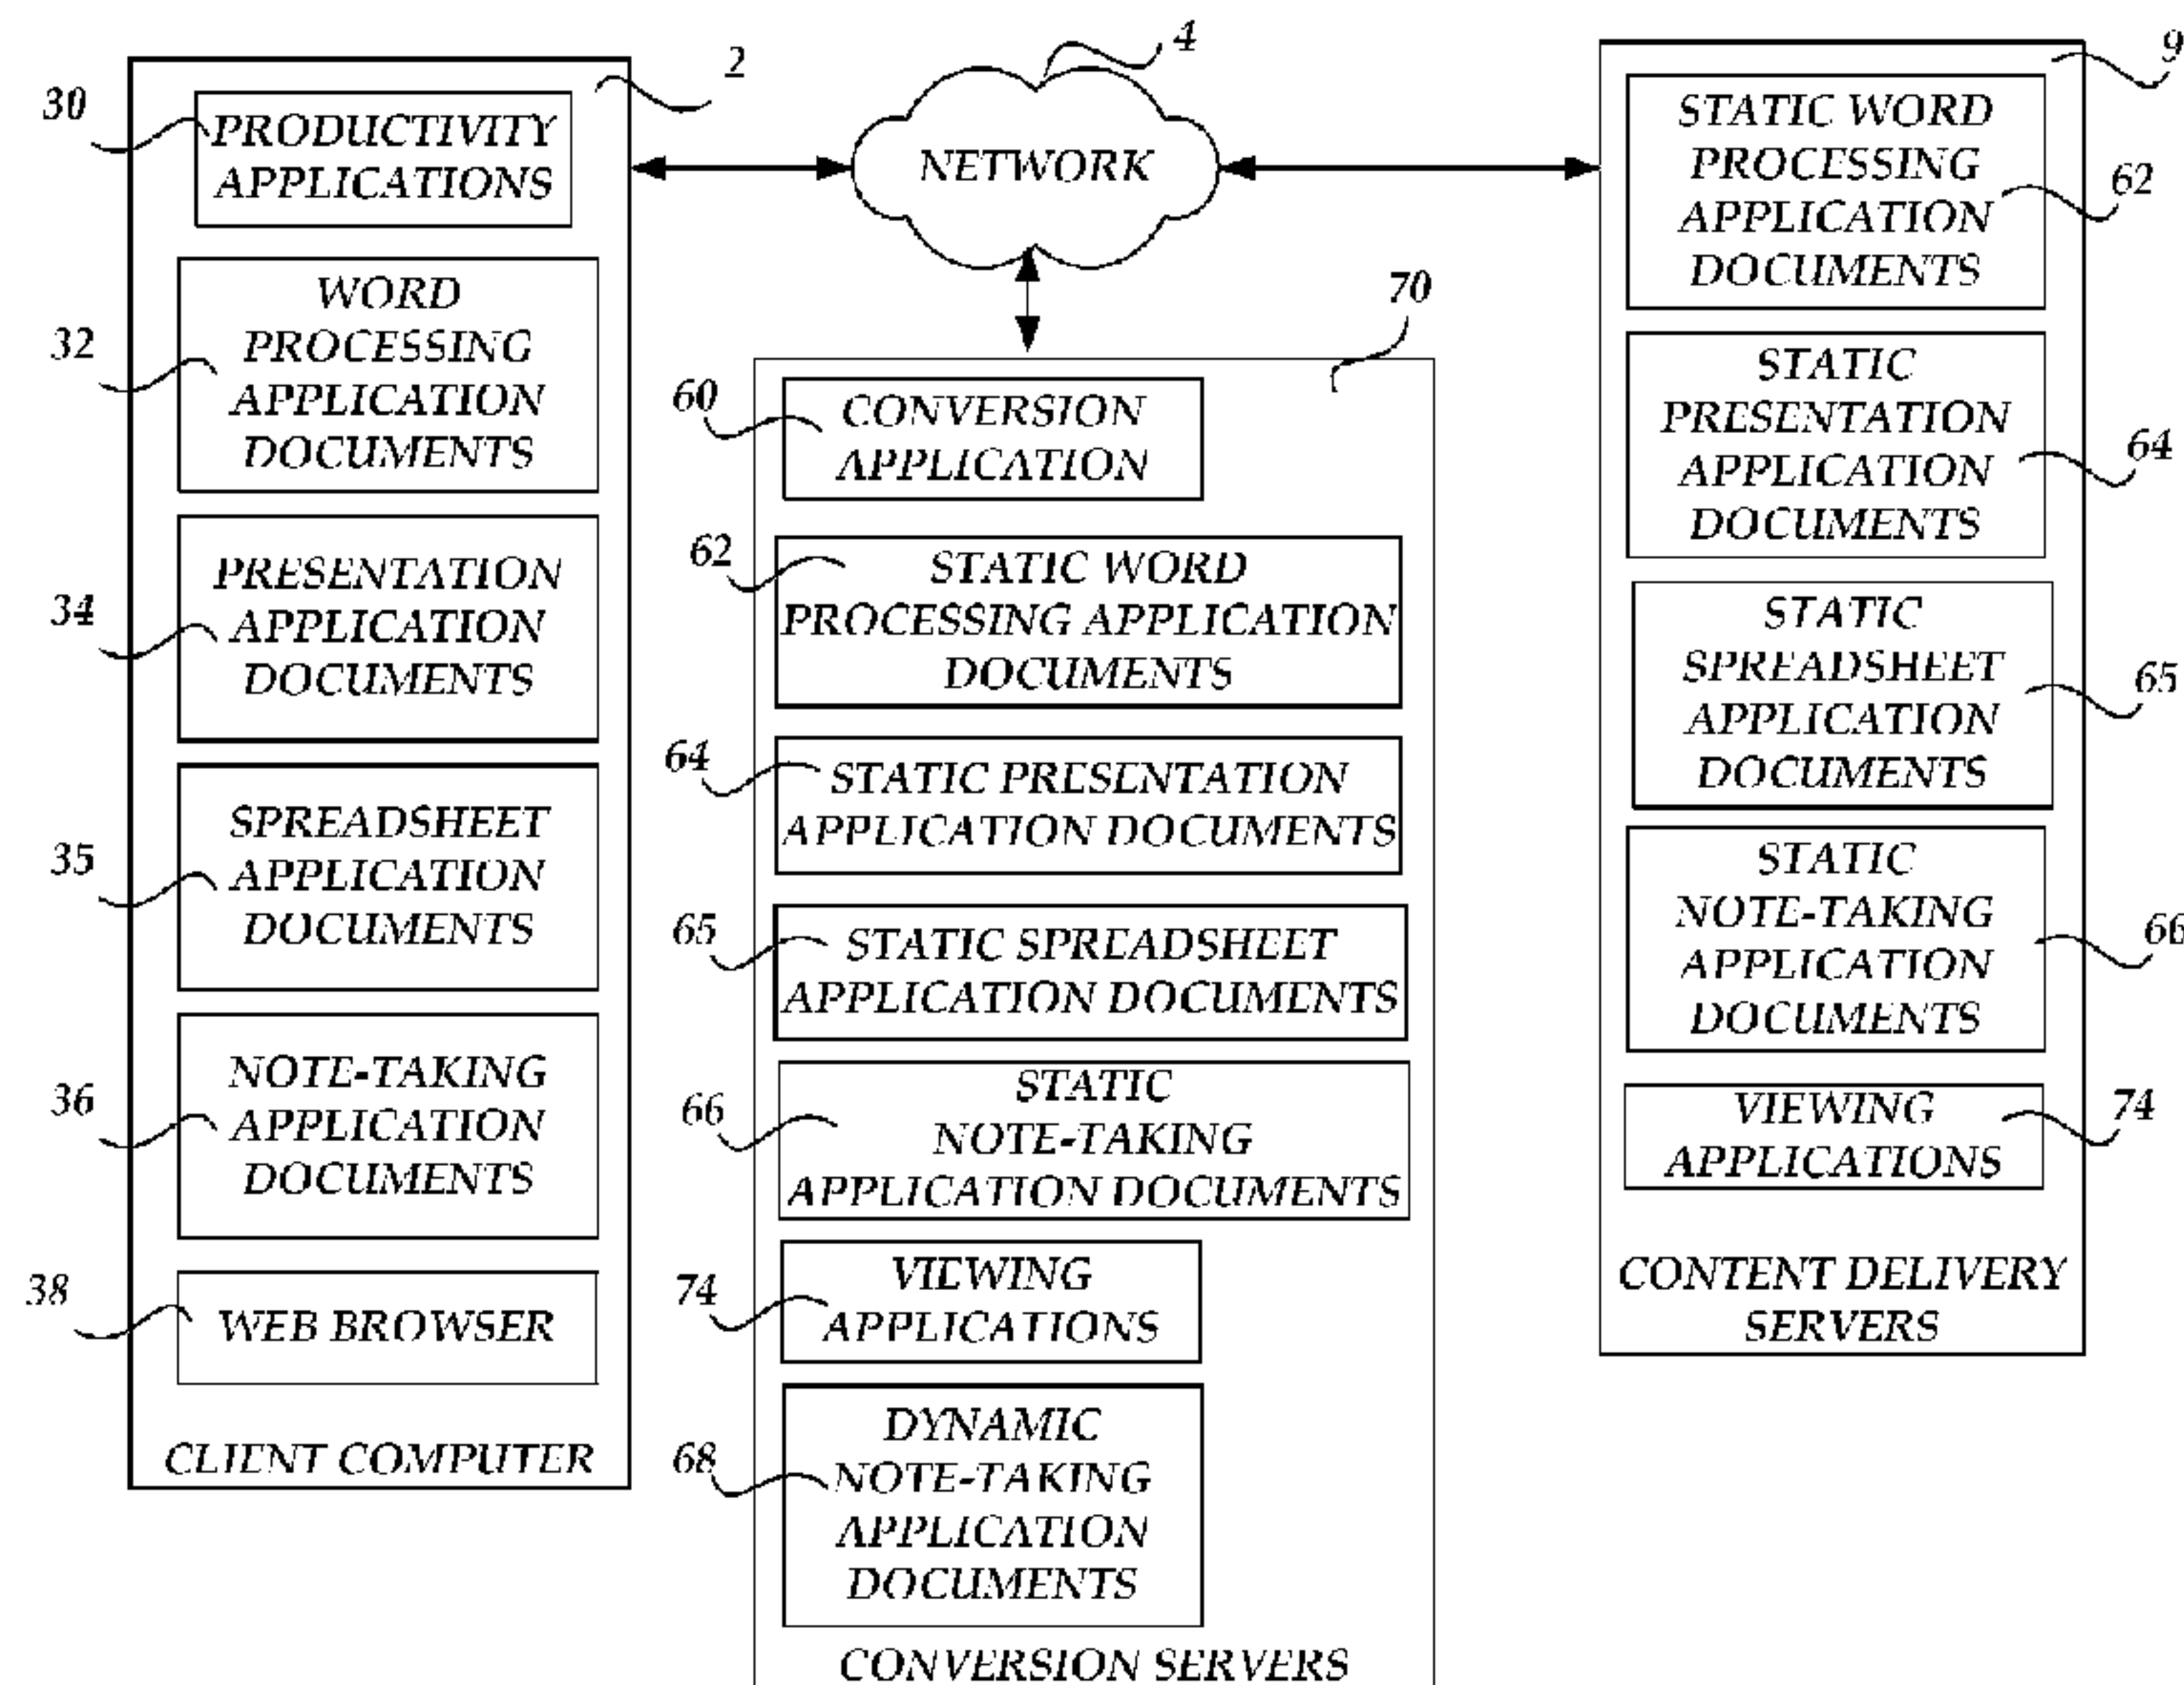 2
30
PRODUCTIVITY
APPLICATIONS
32
WORD
PROCESSING
APPLICATION
DOCUMENTS
34
PRESENTATION
APPLICATION
DOCUMENTS
35
SPREADSHEET
APPLICATION
DOCUMENTS
36
NOTE-TAKING
APPLICATION
DOCUMENTS
38
WEB BROWSER
CLIENT COMPUTER
4
NETWORK
70
60
CONVERSION
APPLICATION
62
STATIC WORD
PROCESSING APPLICATION
DOCUMENTS
64
STATIC PRESENTATION
APPLICATION DOCUMENTS
65
STATIC SPREADSHEET
APPLICATION DOCUMENTS
66
STATIC
NOTE-TAKING
APPLICATION DOCUMENTS
74
VIEWING
APPLICATIONS
68
DYNAMIC
NOTE-TAKING
APPLICATION
DOCUMENTS
CONVERSION SERVERS
9
STATIC WORD
PROCESSING
APPLICATION
DOCUMENTS
62
STATIC
PRESENTATION
APPLICATION
DOCUMENTS
64
STATIC
SPREADSHEET
APPLICATION
DOCUMENTS
65
STATIC
NOTE-TAKING
APPLICATION
DOCUMENTS
66
VIEWING
APPLICATIONS
74
CONTENT DELIVERY
SERVERS